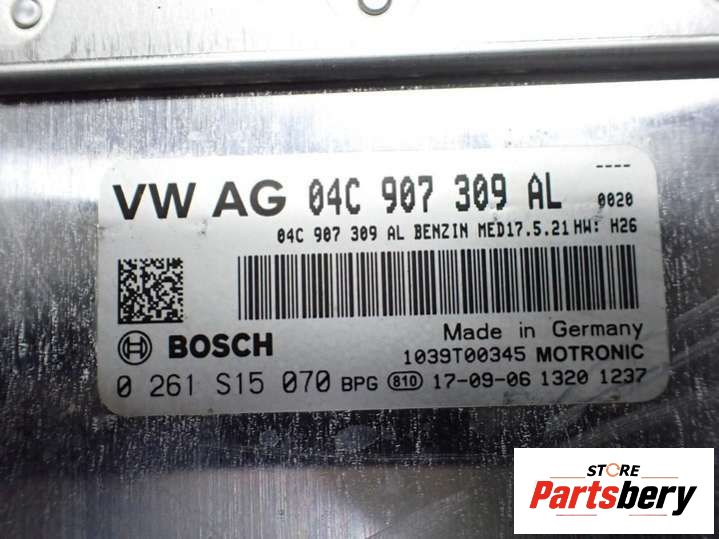 ----
VW AG 04C 907 309 AL 0020
04C 907 309 AL BENZIN MED17.5.21 HW: H26
BOSCH
Made in Germany
1039T00345 MOTRONIC
0 261 S15 070 BPG 810 17-09-06 1320 1237
STORE
Partsbery